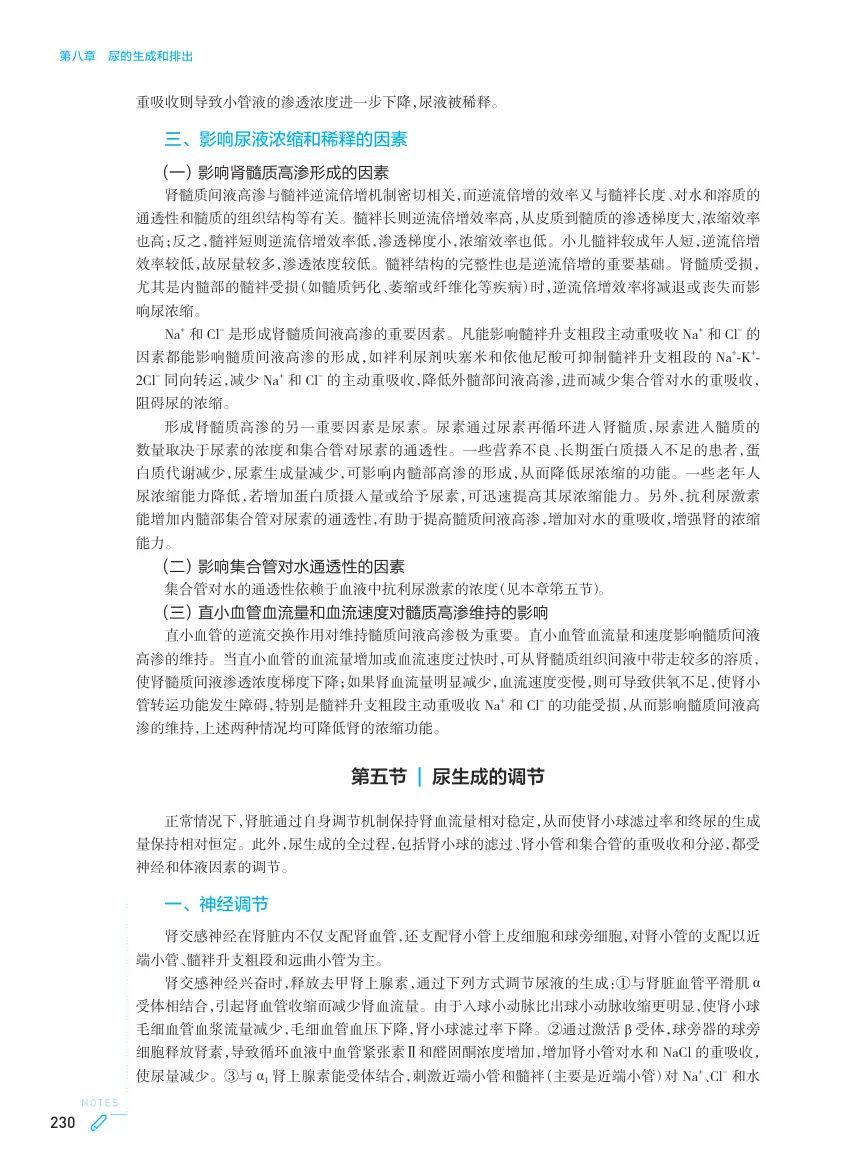 第八章 尿的生成和排出
重吸收则导致小管液的渗透浓度进一步下降,尿液被稀释。
三、影响尿液浓缩和稀释的因素
(一)影响肾髓质高渗形成的因素
肾髓质间液高渗与髓袢逆流倍增机制密切相关,而逆流倍增的效率又与髓袢长度、对水和溶质的
通透性和髓质的组织结构等有关。髓袢长则逆流倍增效率高,从皮质到髓质的渗透梯度大,浓缩效率
也高;反之,髓袢短则逆流倍增效率低,渗透梯度小,浓缩效率也低。小儿髓袢较成年人短,逆流倍增
效率较低,故尿量较多,渗透浓度较低。髓袢结构的完整性也是逆流倍增的重要基础。肾髓质受损,
尤其是内髓部的髓袢受损(如髓质钙化、萎缩或纤维化等疾病)时,逆流倍增效率将减退或丧失而影
响尿浓缩。
Na⁺ 和 Cl⁻ 是形成肾髓质间液高渗的重要因素。凡能影响髓袢升支粗段主动重吸收 Na⁺ 和 Cl⁻ 的
因素都能影响髓质间液高渗的形成,如袢利尿剂呋塞米和依他尼酸可抑制髓袢升支粗段的 Na⁺-K⁺-
2Cl⁻ 同向转运,减少 Na⁺ 和 Cl⁻ 的主动重吸收,降低外髓部间液高渗,进而减少集合管对水的重吸收,
阻碍尿的浓缩。
形成肾髓质高渗的另一重要因素是尿素。尿素通过尿素再循环进入肾髓质,尿素进入髓质的
数量取决于尿素的浓度和集合管对尿素的通透性。一些营养不良、长期蛋白质摄入不足的患者,蛋
白质代谢减少,尿素生成量减少,可影响内髓部高渗的形成,从而降低尿浓缩的功能。一些老年人
尿浓缩能力降低,若增加蛋白质摄入量或给予尿素,可迅速提高其尿浓缩能力。另外,抗利尿激素
能增加内髓部集合管对尿素的通透性,有助于提高髓质间液高渗,增加对水的重吸收,增强肾的浓缩
能力。
(二)影响集合管对水通透性的因素
集合管对水的通透性依赖于血液中抗利尿激素的浓度(见本章第五节)。
(三)直小血管血流量和血流速度对髓质高渗维持的影响
直小血管的逆流交换作用对维持髓质间液高渗极为重要。直小血管血流量和速度影响髓质间液
高渗的维持。当直小血管的血流量增加或血流速度过快时,可从肾髓质组织间液中带走较多的溶质,
使肾髓质间液渗透浓度梯度下降;如果肾血流量明显减少,血流速度变慢,则可导致供氧不足,使肾小
管转运功能发生障碍,特别是髓袢升支粗段主动重吸收 Na⁺ 和 Cl⁻ 的功能受损,从而影响髓质间液高
渗的维持,上述两种情况均可降低肾的浓缩功能。
第五节 | 尿生成的调节
正常情况下,肾脏通过自身调节机制保持肾血流量相对稳定,从而使肾小球滤过率和终尿的生成
量保持相对恒定。此外,尿生成的全过程,包括肾小球的滤过、肾小管和集合管的重吸收和分泌,都受
神经和体液因素的调节。
一、神经调节
肾交感神经在肾脏内不仅支配肾血管,还支配肾小管上皮细胞和球旁细胞,对肾小管的支配以近
端小管、髓袢升支粗段和远曲小管为主。
肾交感神经兴奋时,释放去甲肾上腺素,通过下列方式调节尿液的生成:①与肾脏血管平滑肌 α
受体相结合,引起肾血管收缩而减少肾血流量。由于入球小动脉比出球小动脉收缩更明显,使肾小球
毛细血管血浆流量减少,毛细血管血压下降,肾小球滤过率下降。②通过激活 β 受体,球旁器的球旁
细胞释放肾素,导致循环血液中血管紧张素Ⅱ和醛固酮浓度增加,增加肾小管对水和 NaCl 的重吸收,
使尿量减少。③与 α₁ 肾上腺素能受体结合,刺激近端小管和髓袢(主要是近端小管)对 Na⁺、Cl⁻ 和水
NOTES
230